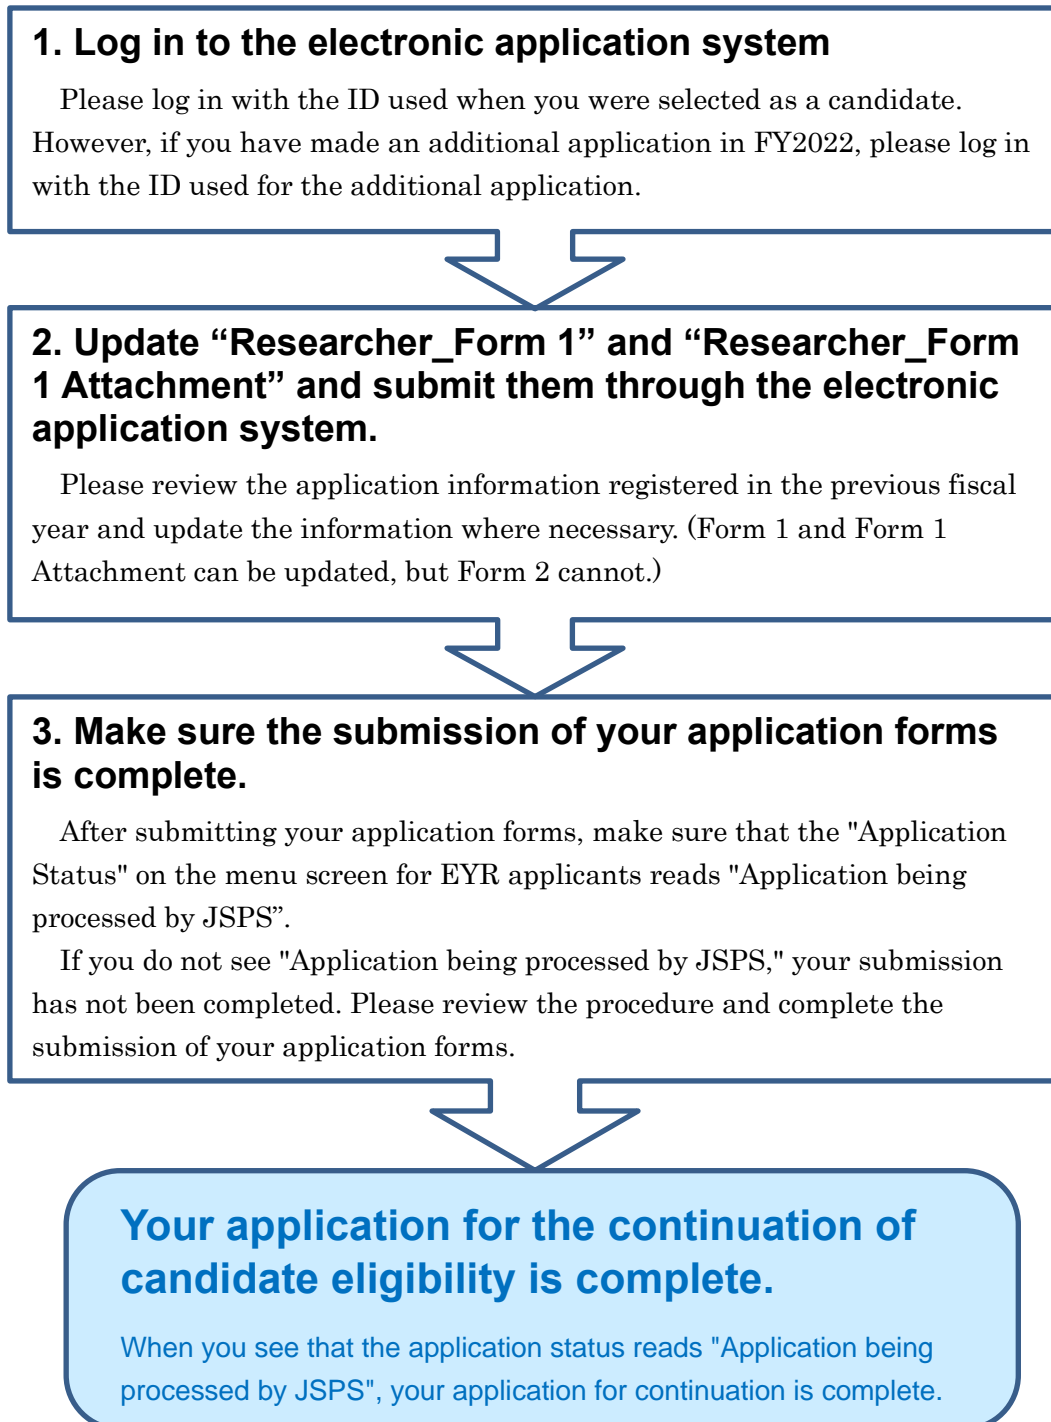 1. Log in to the electronic application system
Please log in with the ID used when you were selected as a candidate.
However, if you have made an additional application in FY2022, please log in
with the ID used for the additional application.
2. Update “Researcher_Form 1” and “Researcher_Form
1 Attachment” and submit them through the electronic
application system.
Please review the application information registered in the previous fiscal
year and update the information where necessary. (Form 1 and Form 1
Attachment can be updated, but Form 2 cannot.)
3. Make sure the submission of your application forms
is complete.
After submitting your application forms, make sure that the "Application
Status" on the menu screen for EYR applicants reads "Application being
processed by JSPS”.
If you do not see "Application being processed by JSPS," your submission
has not been completed. Please review the procedure and complete the
submission of your application forms.
Your application for the continuation of
candidate eligibility is complete.
When you see that the application status reads "Application being
processed by JSPS", your application for continuation is complete.